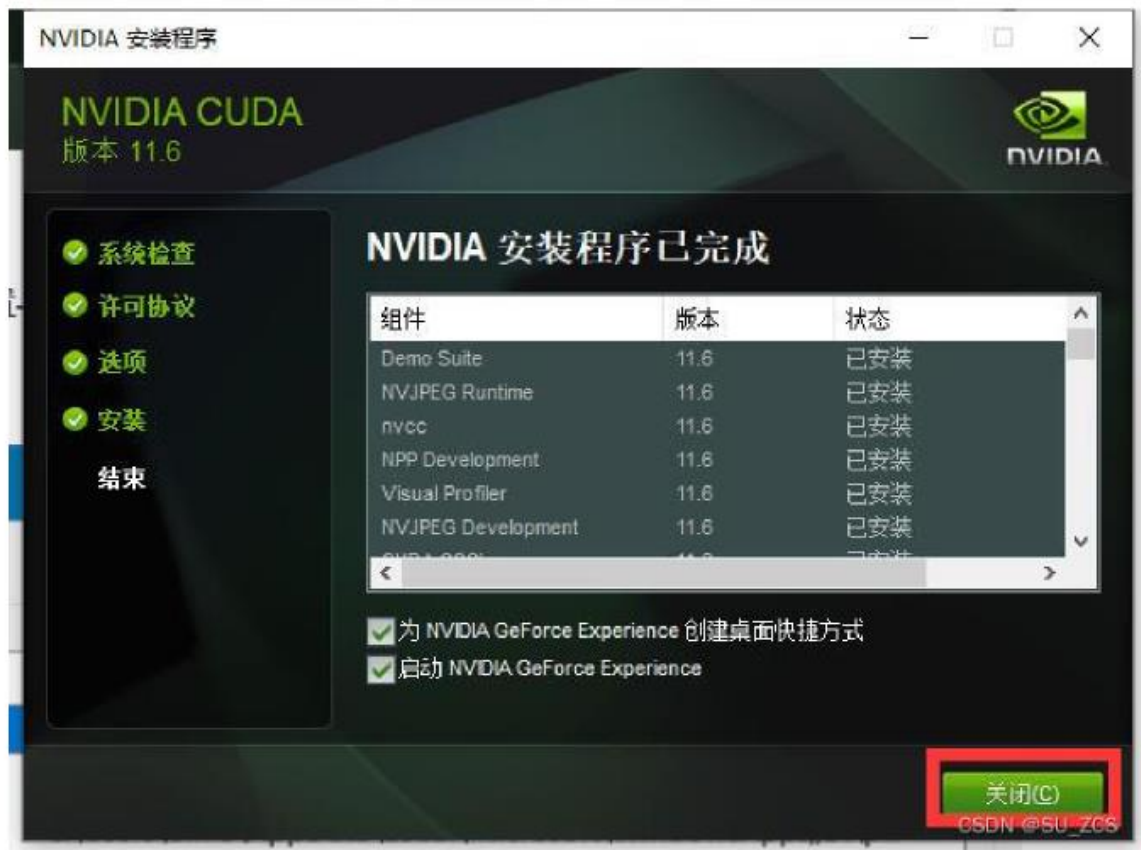 NVIDIA 安装程序
NVIDIA CUDA
版本 11.6
NVIDIA.
系统检查
许可协议
选项
安装
结束
NVIDIA 安装程序已完成
组件 版本 状态
Demo Suite 11.6 已安装
NVJPEG Runtime 11.6 已安装
nvcc 11.6 已安装
NPP Development 11.6 已安装
Visual Profiler 11.6 已安装
NVJPEG Development 11.6 已安装
为 NVIDIA GeForce Experience 创建桌面快捷方式
启动 NVIDIA GeForce Experience
关闭(C)
CSDN @SU_ZCS